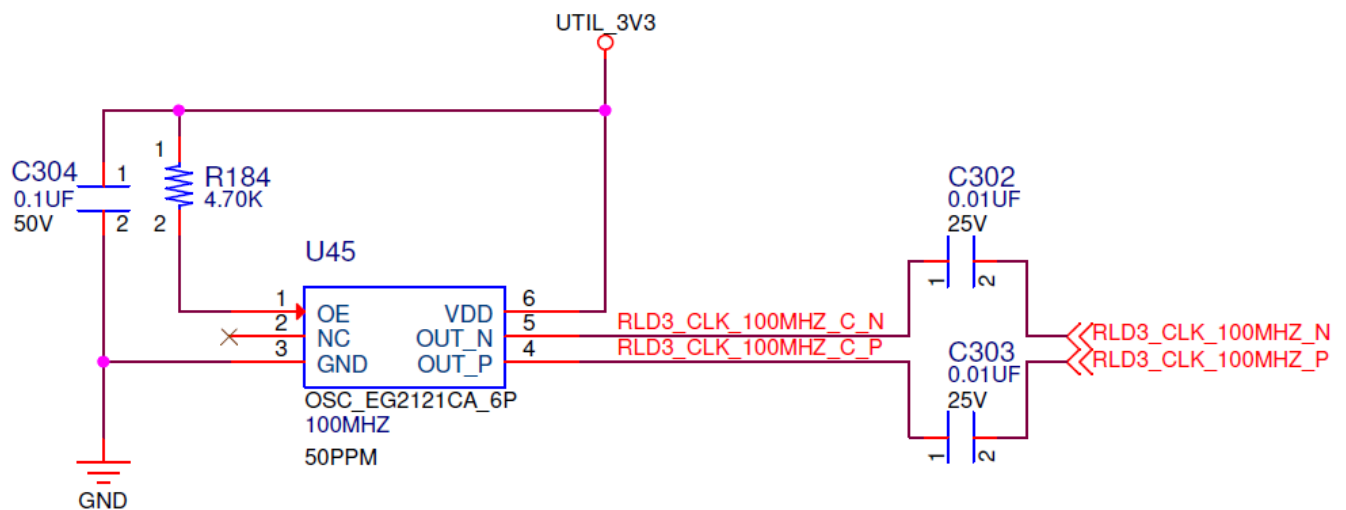 UTIL_3V3
C304
0.1UF
50V
1
2
1
2
R184
4.70K
U45
1
2
3
OE
NC
GND
VDD
OUT_N
OUT_P
6
5
4
OSC_EG2121CA_6P
100MHZ
50PPM
GND
RLD3_CLK_100MHZ_C_N
RLD3_CLK_100MHZ_C_P
C302
0.01UF
25V
1
2
C303
0.01UF
25V
1
2
RLD3_CLK_100MHZ_N
RLD3_CLK_100MHZ_P